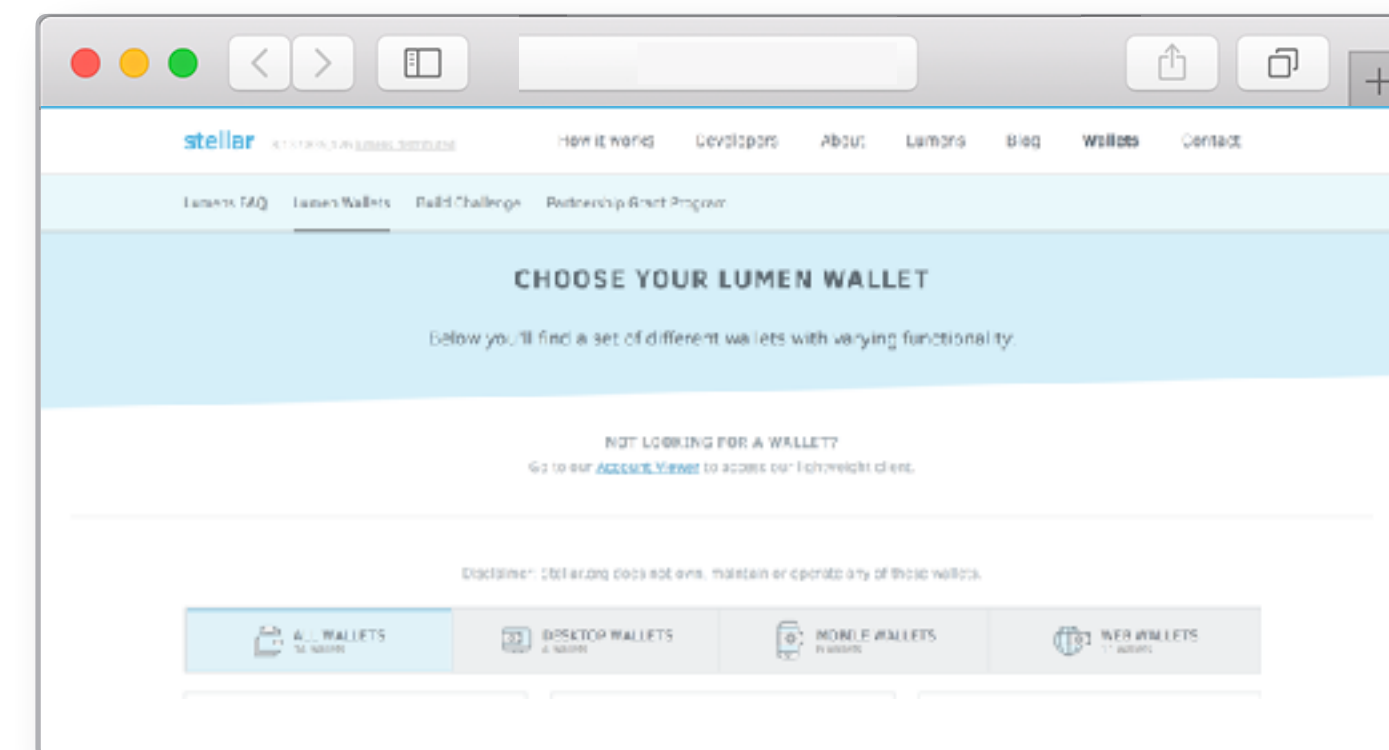 stellar
How it works Developers About Lumens Blog Wallets Contact
Lumens FAQ Lumen Wallets Build Challenge Partnership Grant Program
CHOOSE YOUR LUMEN WALLET
Below you'll find a set of different wallets with varying functionality.
NOT LOOKING FOR A WALLET?
Go to our Account Viewer to access our lightweight client.
Disclaimer: Stellar.org does not own, maintain or operate any of these wallets.
ALL WALLETS DESKTOP WALLETS MOBILE WALLETS WEB WALLETS